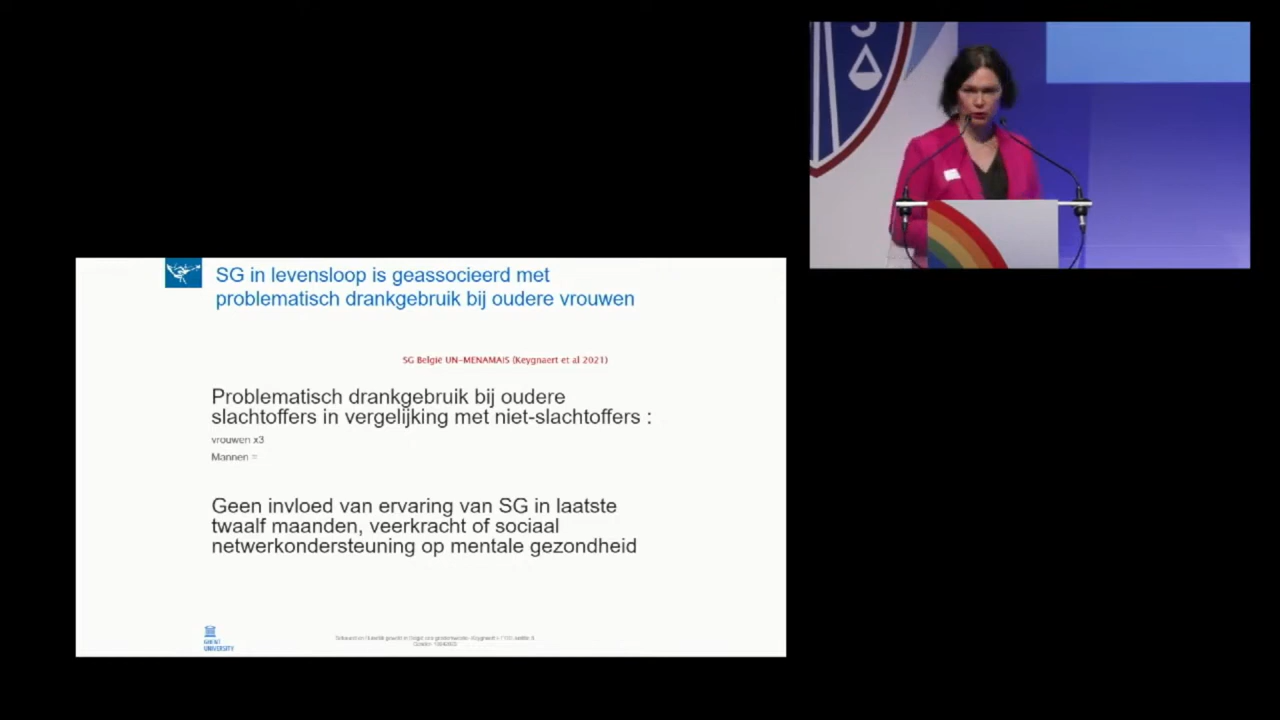 SG in levensloop is geassocieerd met
problematisch drankgebruik bij oudere vrouwen
SG België UN-MENAMAIS (Keygnaert et al 2021)
Problematisch drankgebruik bij oudere
slachtoffers in vergelijking met niet-slachtoffers :
vrouwen x3
Mannen =
Geen invloed van ervaring van SG in laatste
twaalf maanden, veerkracht of sociaal
netwerkondersteuning op mentale gezondheid
GHENT
UNIVERSITY